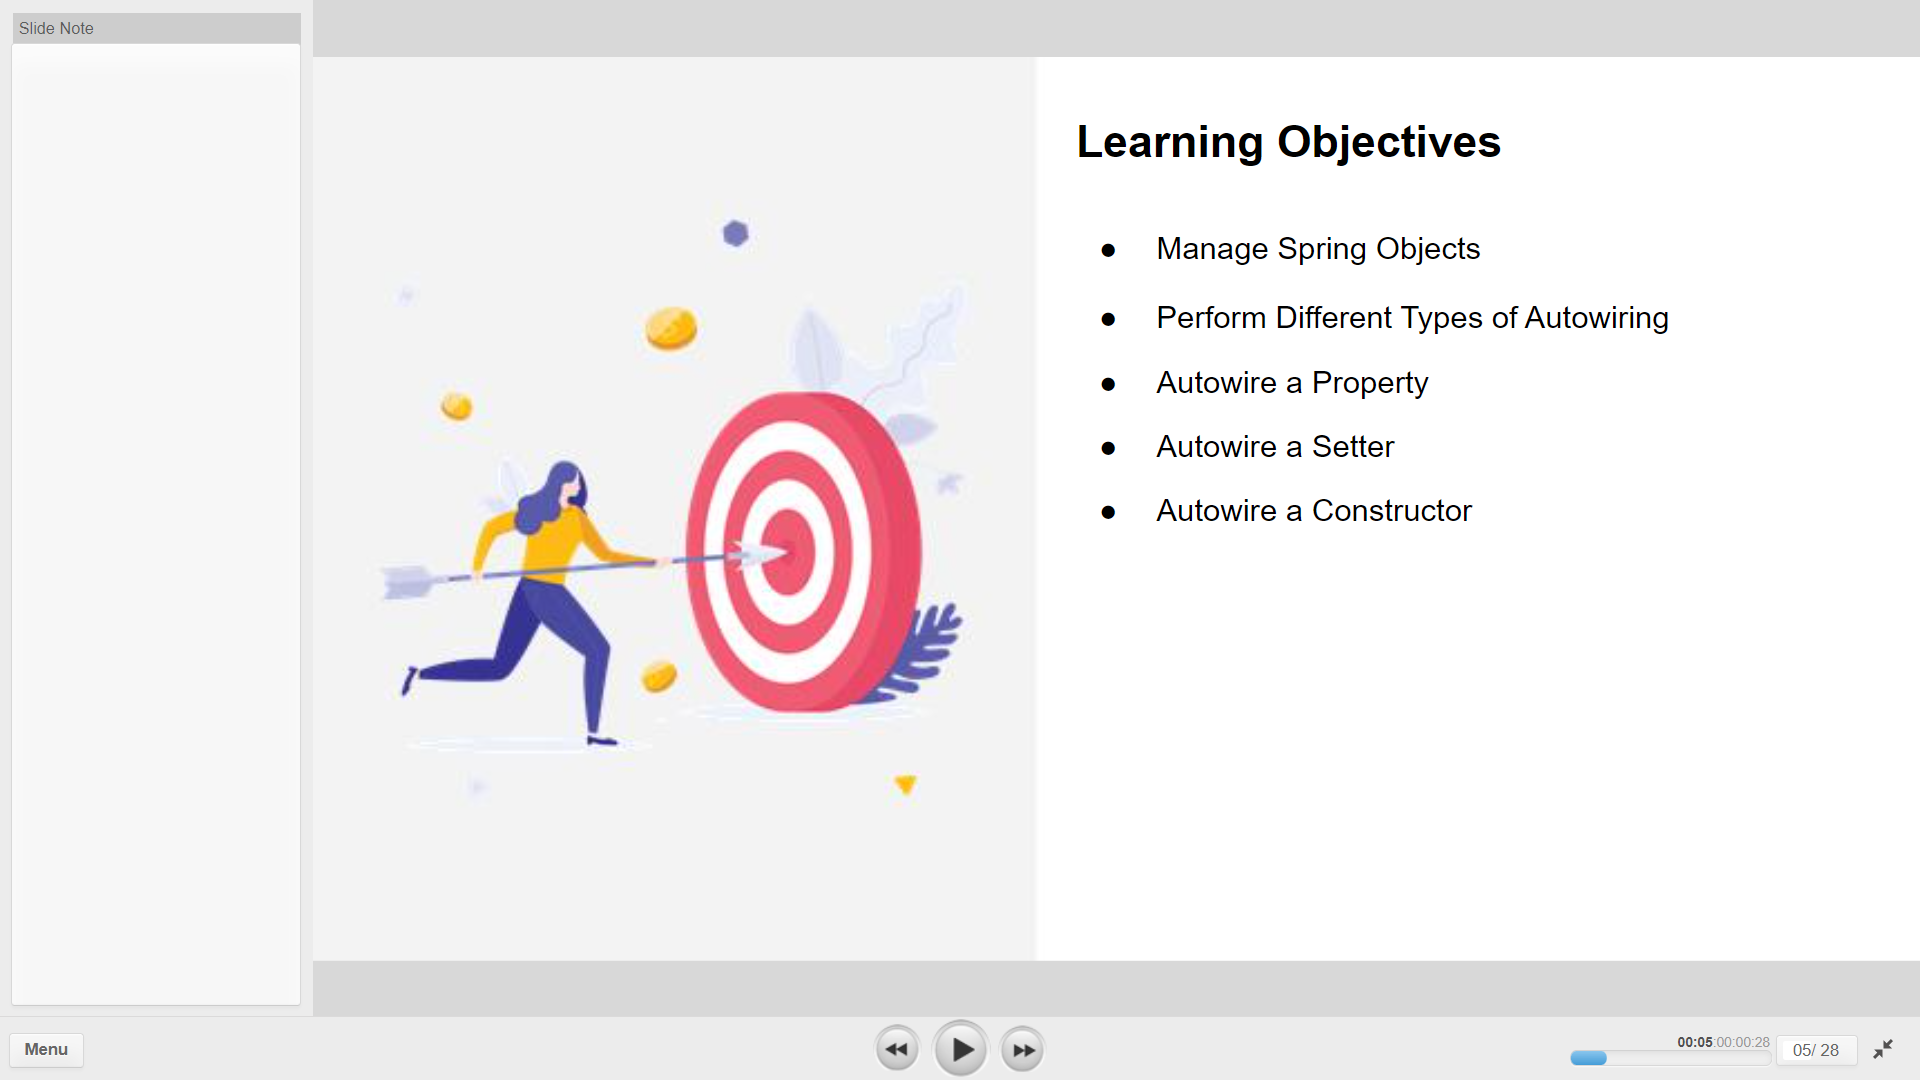 Slide Note
Learning Objectives
● Manage Spring Objects
● Perform Different Types of Autowiring
● Autowire a Property
● Autowire a Setter
● Autowire a Constructor
Menu
00:05:00:00:28
05/ 28